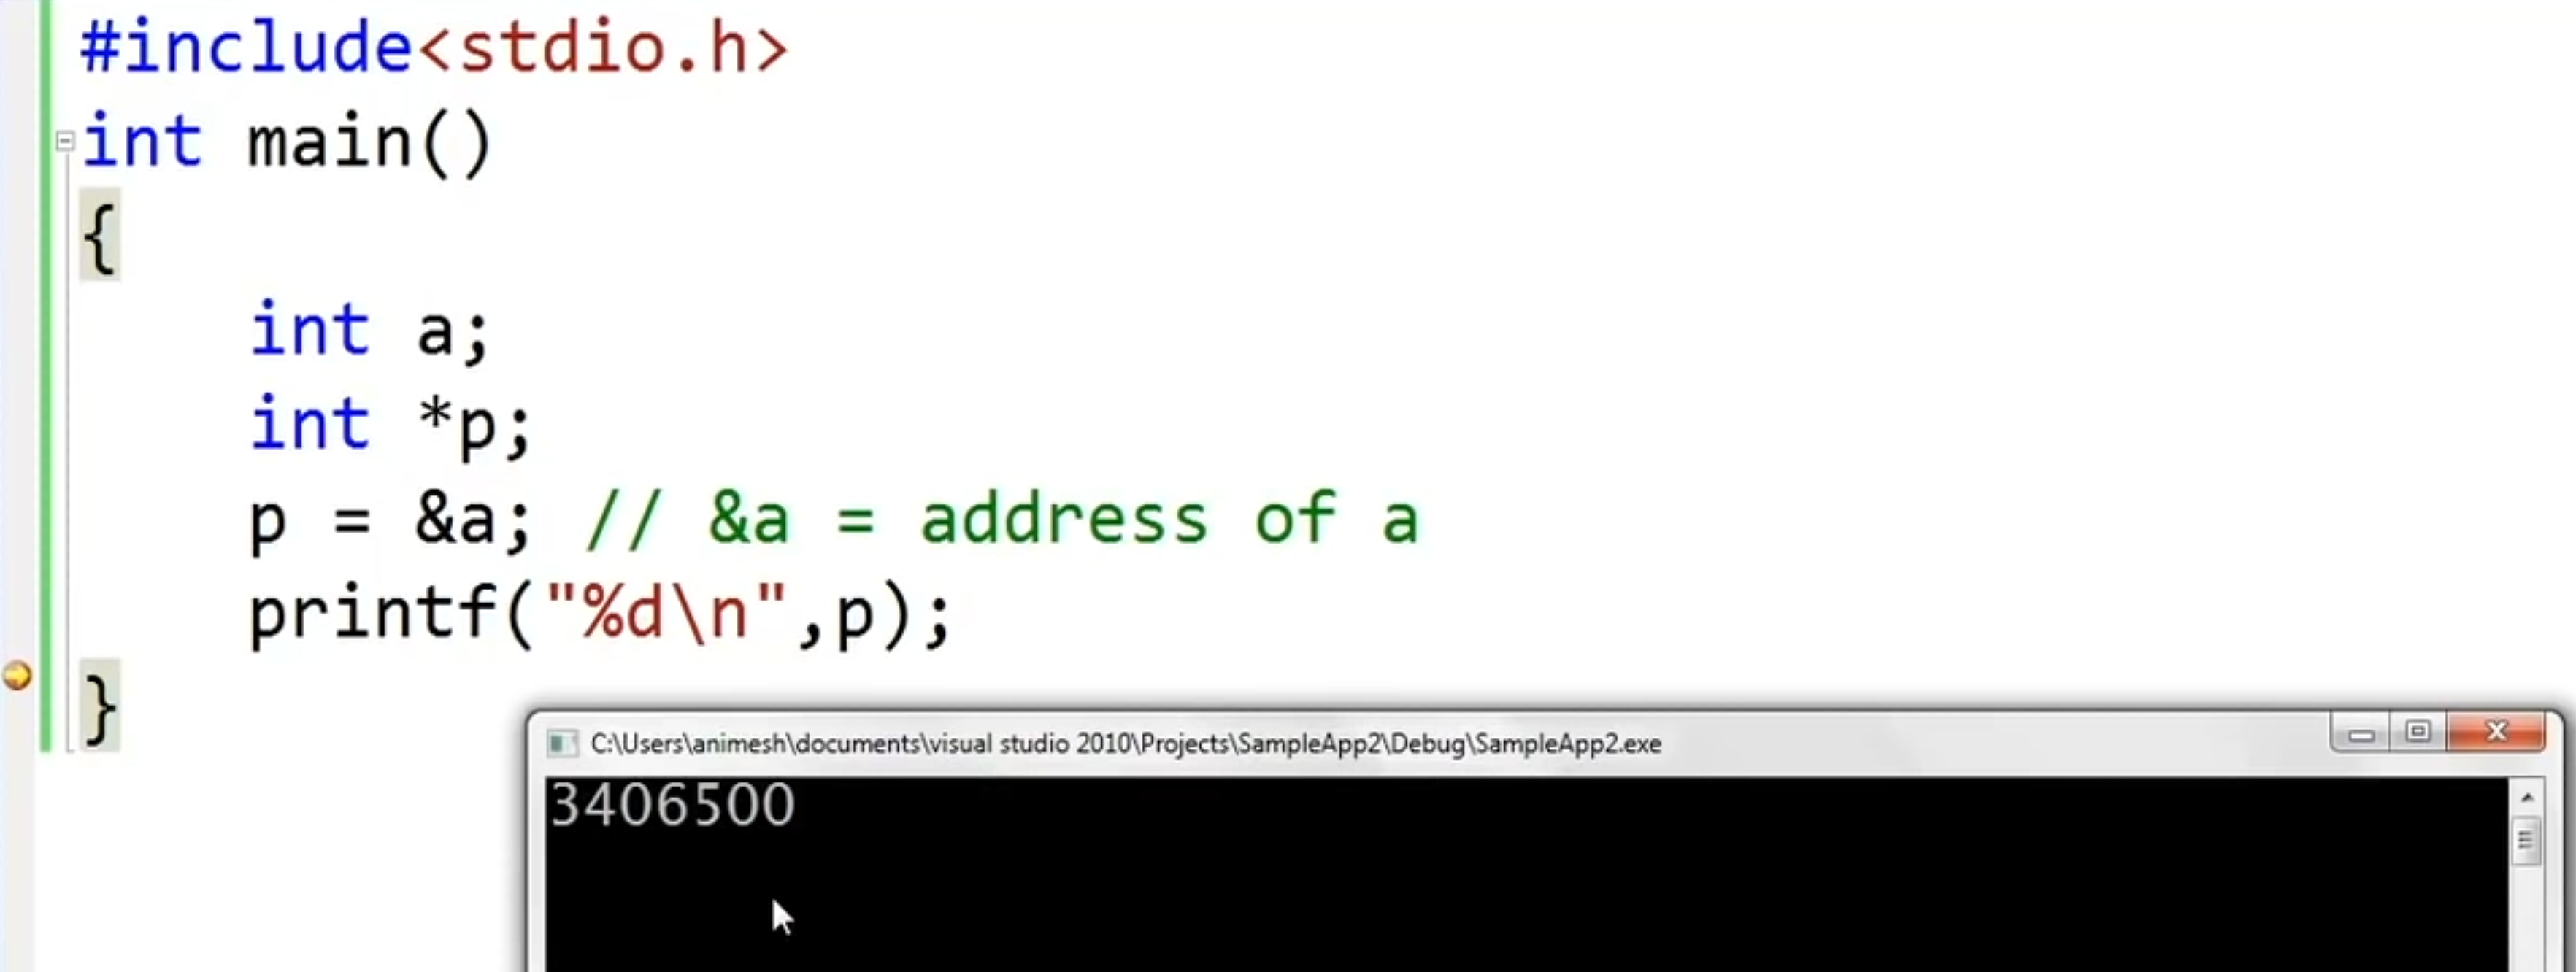 #include<stdio.h>
int main()
{
int a;
int *p;
p = &a; // &a = address of a
printf("%d\n",p);
}
C:\Users\animesh\documents\visual studio 2010\Projects\SampleApp2\Debug\SampleApp2.exe
3406500